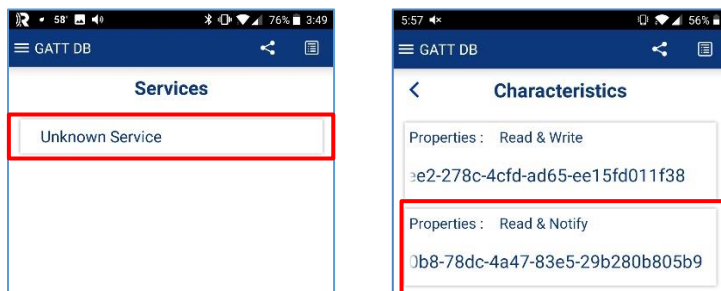 58' 76% 3:49
GATT DB
Services
Unknown Service
5:57 56%
GATT DB
Characteristics
Properties : Read & Write
e2-278c-4cfd-ad65-ee15fd011f38
Properties : Read & Notify
0b8-78dc-4a47-83e5-29b280b805b9